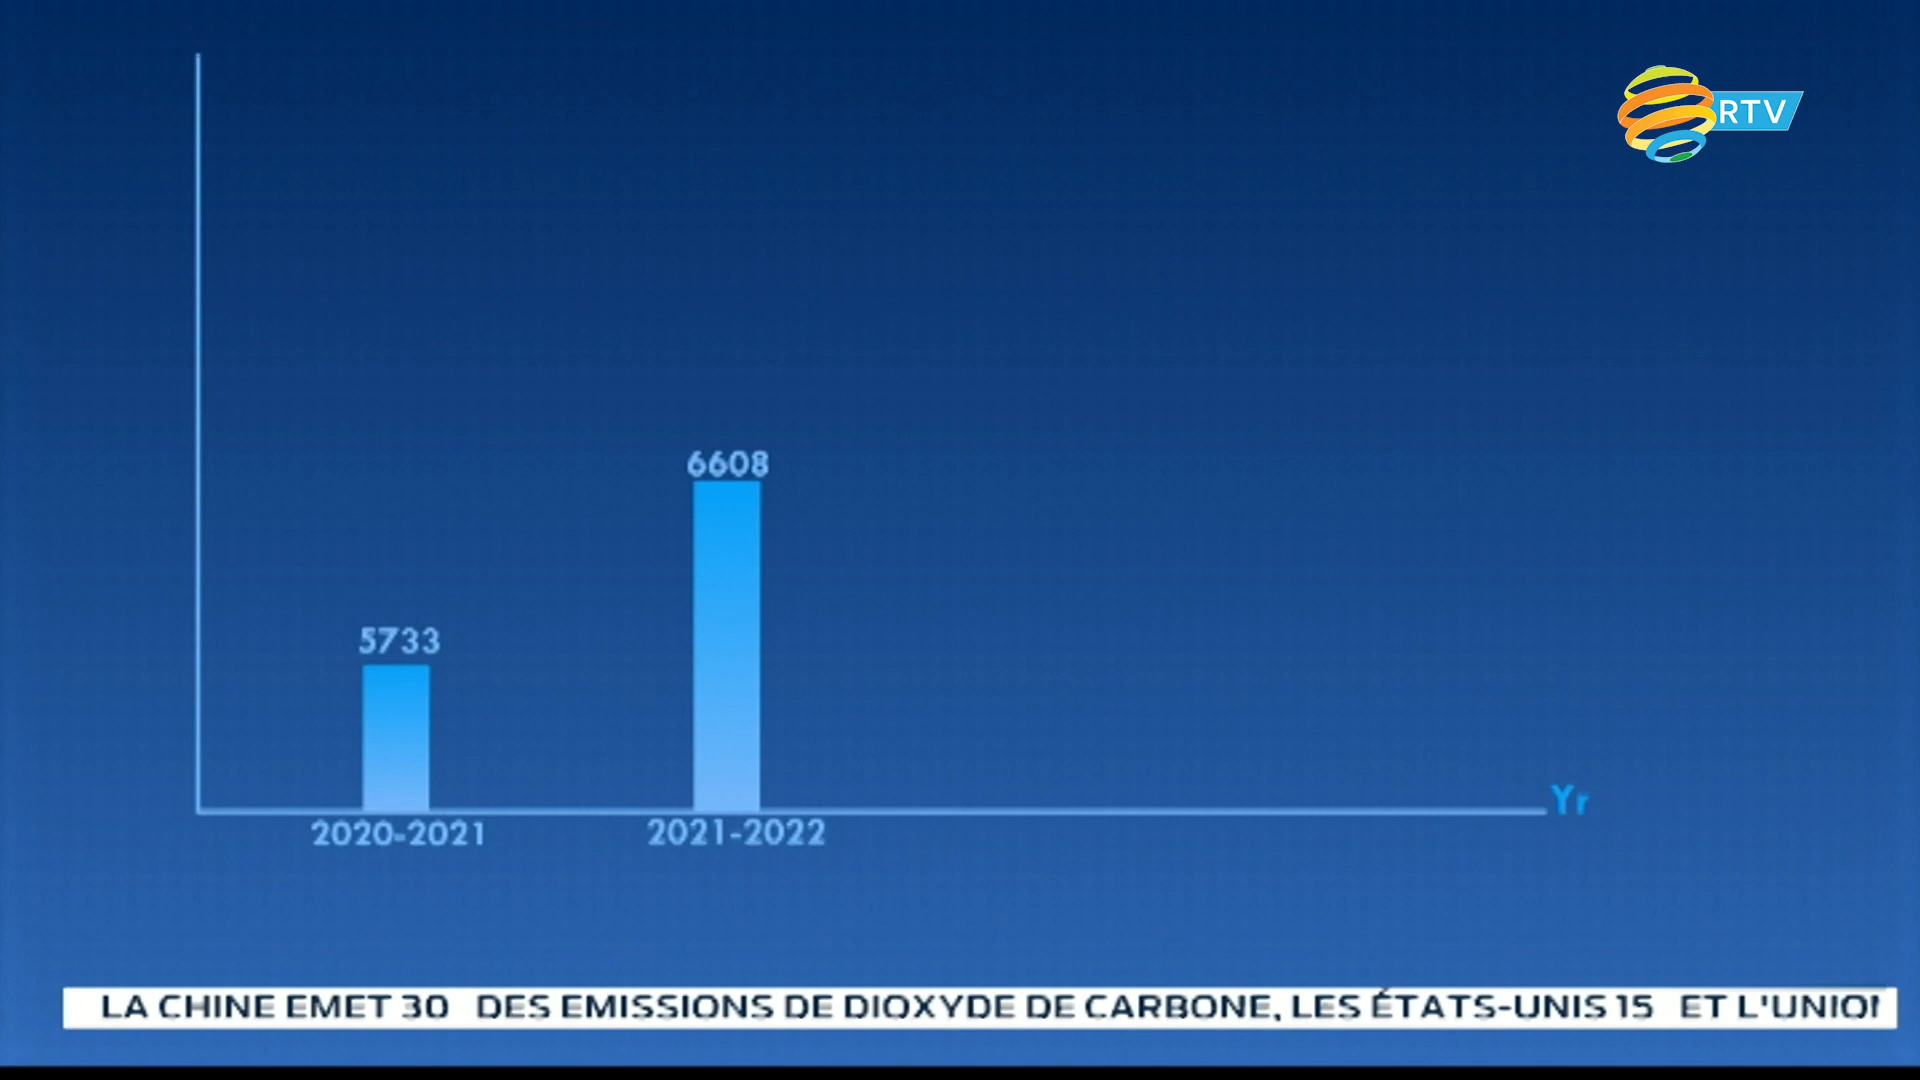 RTV
6608
5733
Yr
2020-2021 2021-2022
LA CHINE EMET 30 DES EMISSIONS DE DIOXYDE DE CARBONE, LES ÉTATS-UNIS 15 ET L'UNION